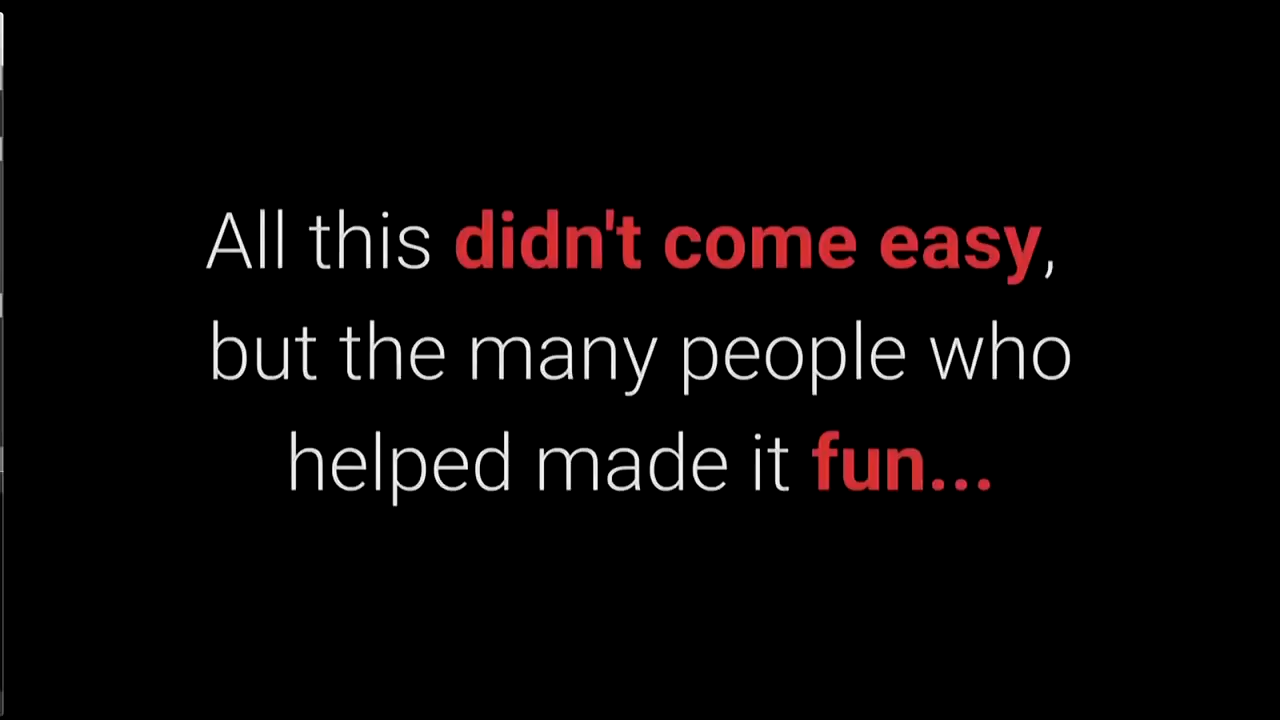 All this didn't come easy,
but the many people who
helped made it fun...